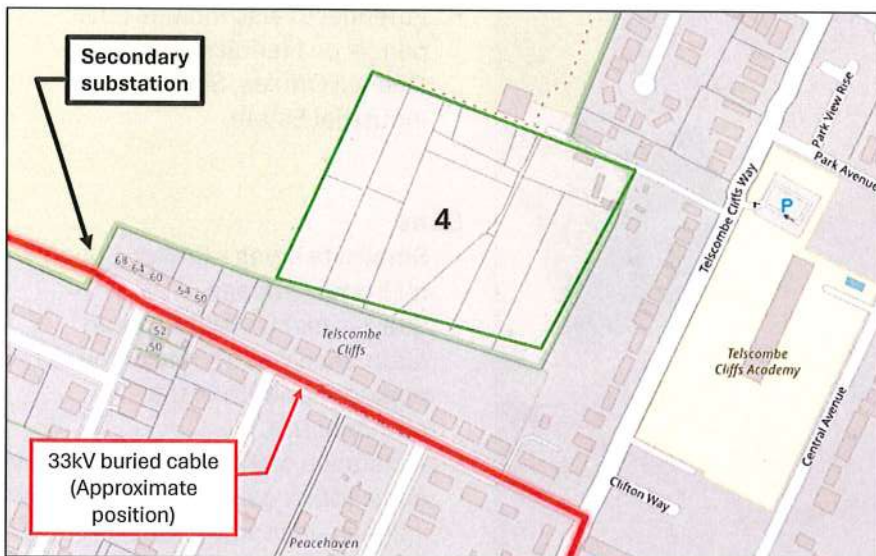 Secondary
substation
Park View Rise
Park Avenue
P
4
Telscombe Cliffs Way
68 64 60
54 50
52
50
Telscombe
Cliffs
Telscombe
Cliffs Academy
Central Avenue
33kV buried cable
(Approximate
position)
Clifton Way
Peacehaven